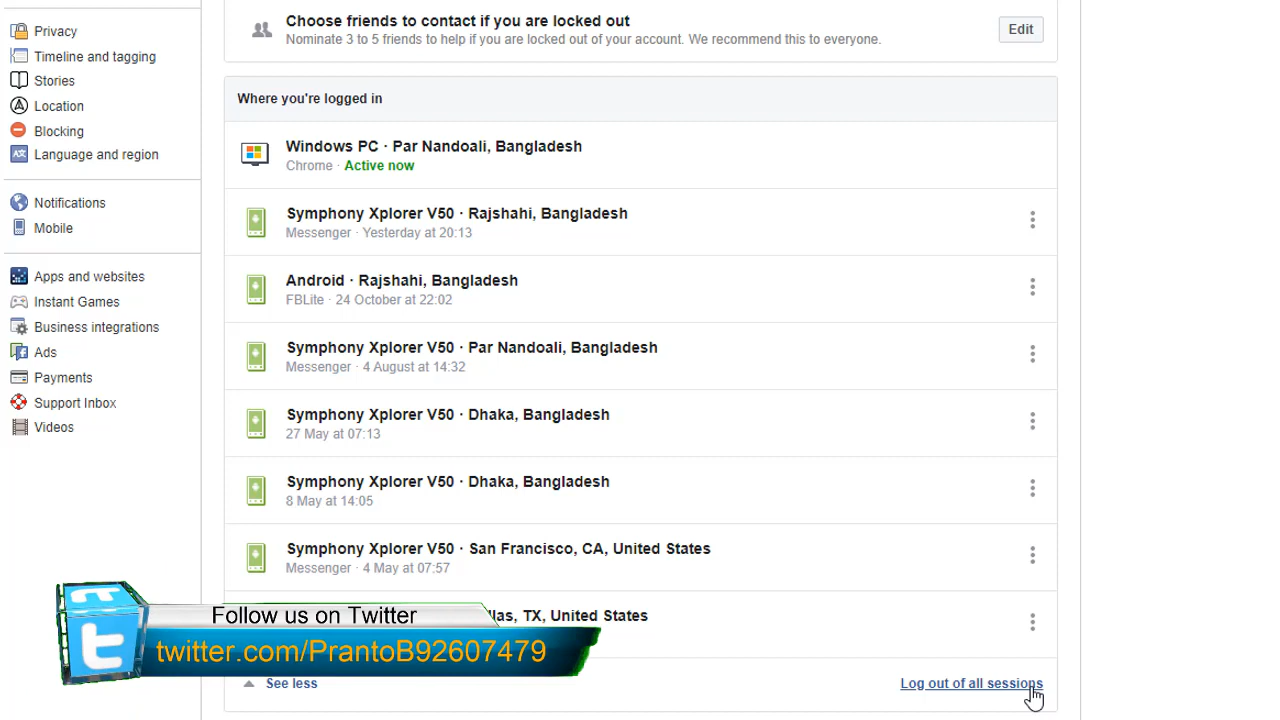 Choose friends to contact if you are locked out
Nominate 3 to 5 friends to help if you are locked out of your account. We recommend this to everyone.
Edit
Privacy
Timeline and tagging
Stories
Location
Blocking
Language and region
Notifications
Mobile
Apps and websites
Instant Games
Business integrations
Ads
Payments
Support Inbox
Videos
Where you're logged in
Windows PC · Par Nandoali, Bangladesh
Chrome · Active now
Symphony Xplorer V50 · Rajshahi, Bangladesh
Messenger · Yesterday at 20:13
Android · Rajshahi, Bangladesh
FBLite · 24 October at 22:02
Symphony Xplorer V50 · Par Nandoali, Bangladesh
Messenger · 4 August at 14:32
Symphony Xplorer V50 · Dhaka, Bangladesh
27 May at 07:13
Symphony Xplorer V50 · Dhaka, Bangladesh
8 May at 14:05
Symphony Xplorer V50 · San Francisco, CA, United States
Messenger · 4 May at 07:57
TX, United States
Follow us on Twitter
twitter.com/PrantoB92607479
See less
Log out of all sessions